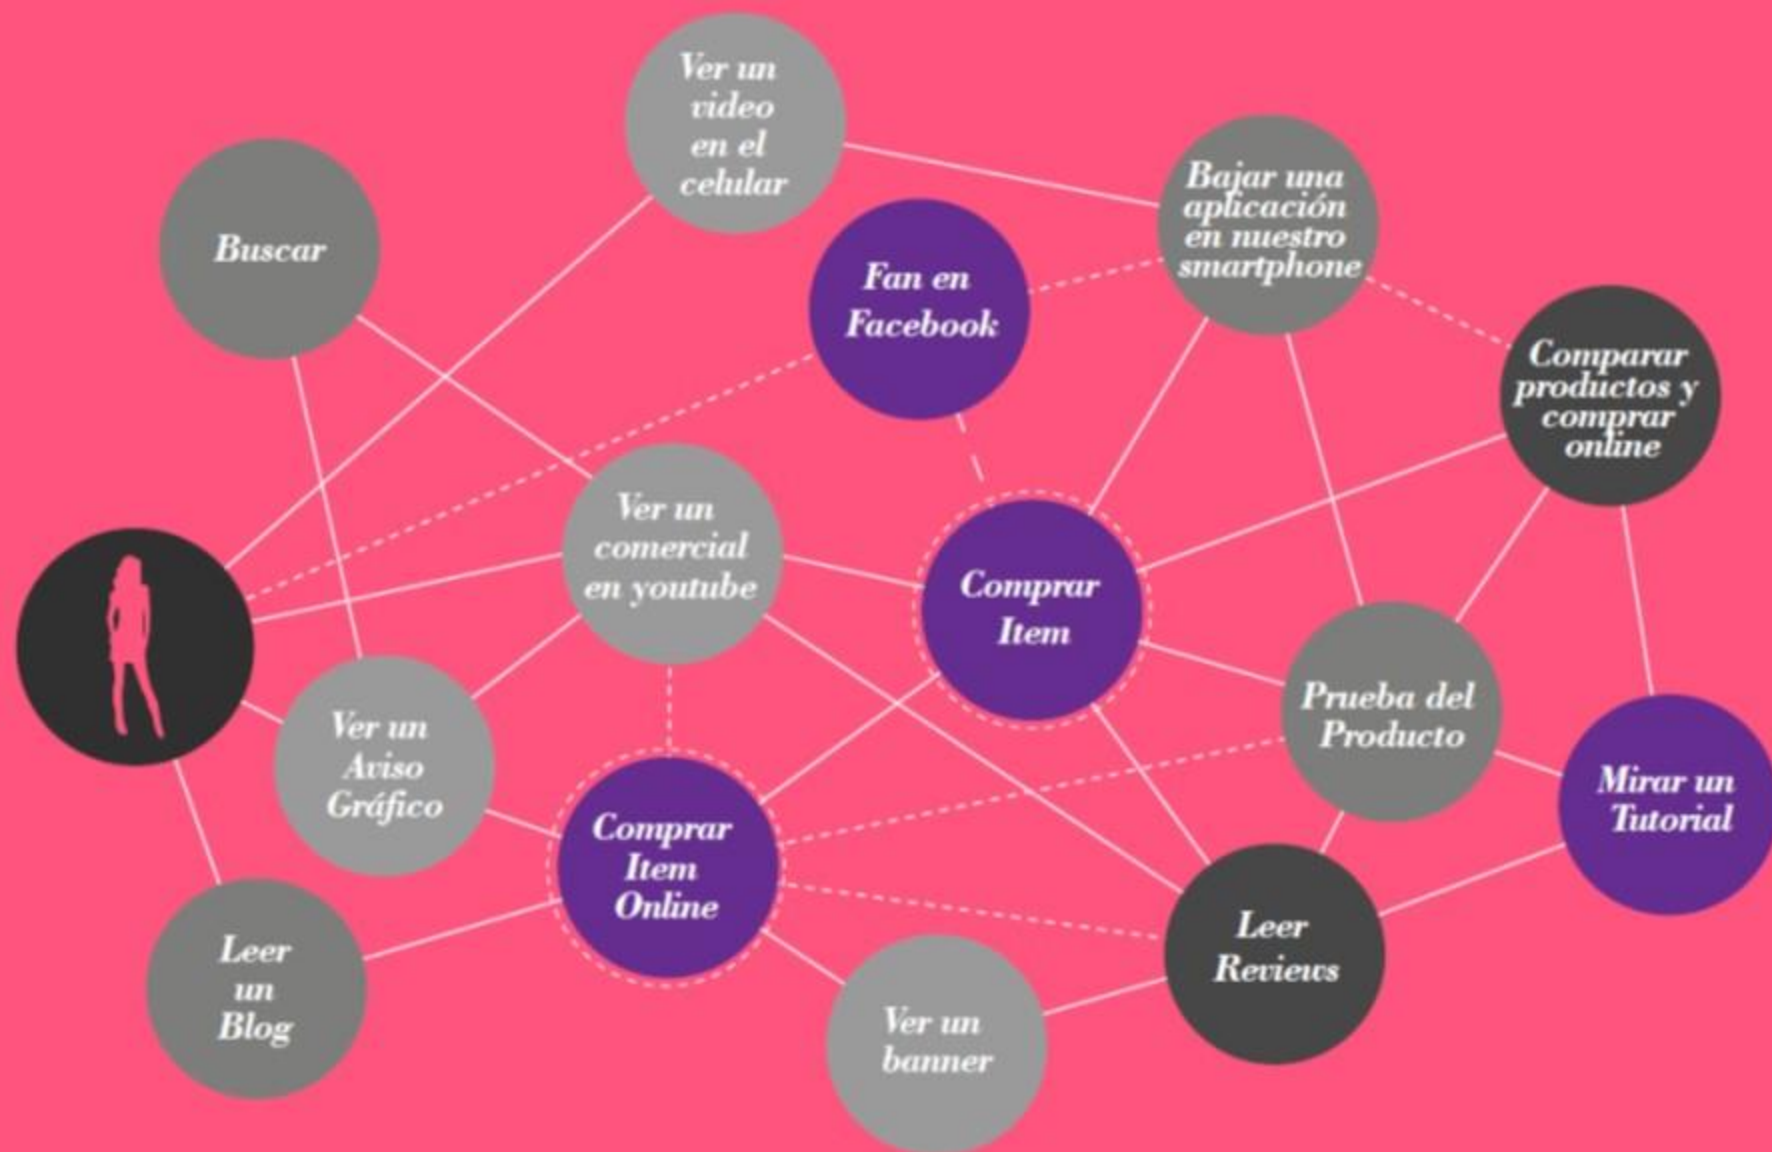 Ver un
video
en el
celular
Buscar
Bajar una
aplicación
en nuestro
smartphone
Fan en
Facebook
Comparar
productos y
comprar
online
Ver un
comercial
en youtube
Comprar
Item
Prueba del
Producto
Ver un
Aviso
Gráfico
Mirar un
Tutorial
Comprar
Item
Online
Leer
un
Blog
Leer
Reviews
Ver un
banner